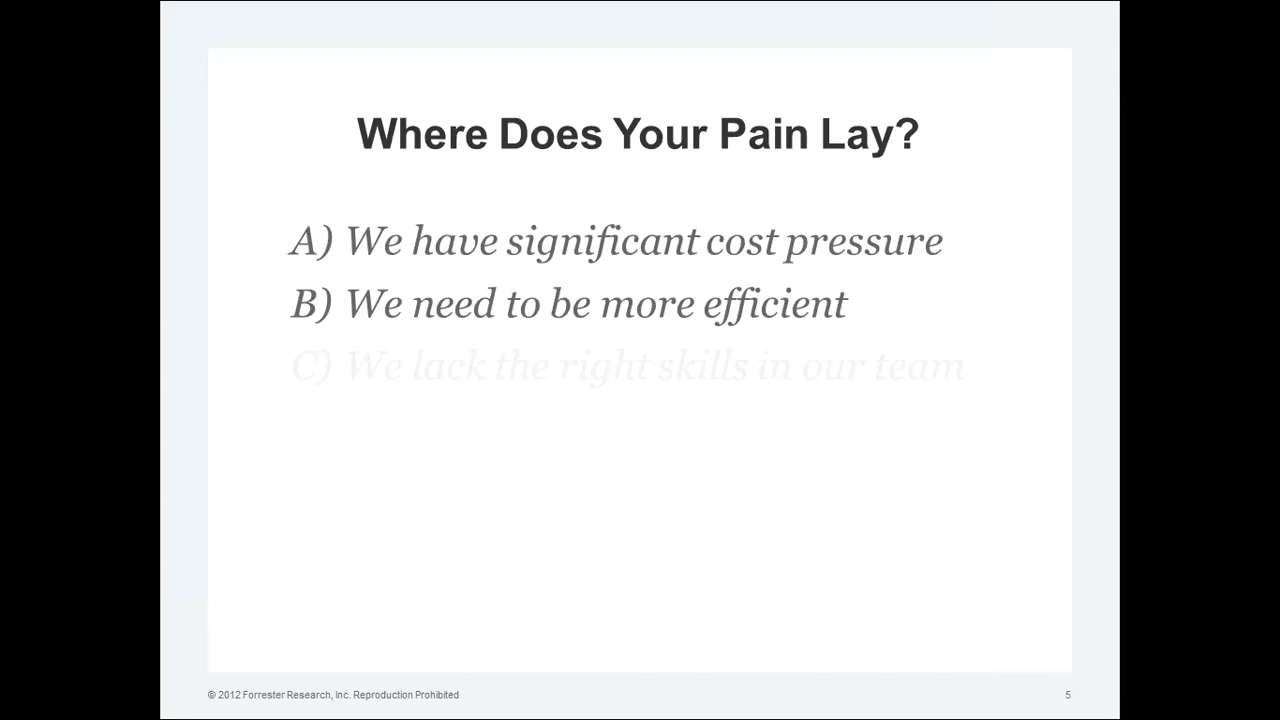 Where Does Your Pain Lay?
A) We have significant cost pressure
B) We need to be more efficient
C) We lack the right skills in our team
© 2012 Forrester Research, Inc. Reproduction Prohibited
5